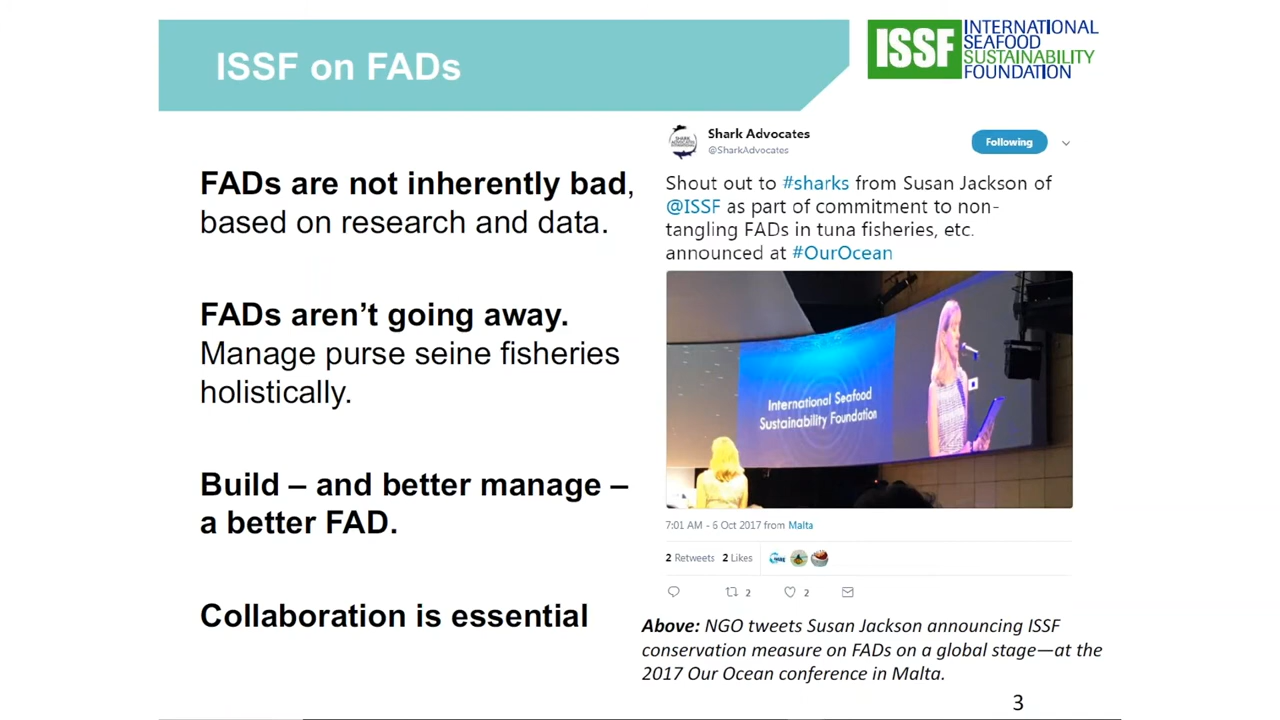 ISSF on FADs
ISSF
INTERNATIONAL
SEAFOOD
SUSTAINABILITY
FOUNDATION
FADs are not inherently bad,
based on research and data.
FADs aren't going away.
Manage purse seine fisheries
holistically.
Build – and better manage –
a better FAD.
Collaboration is essential
Shark Advocates
@SharkAdvocates
Following
Shout out to #sharks from Susan Jackson of
@ISSF as part of commitment to non-
tangling FADs in tuna fisheries, etc.
announced at #OurOcean
International Seafood
Sustainability Foundation
7:01 AM - 6 Oct 2017 from Malta
2 Retweets 2 Likes
2 2
Above: NGO tweets Susan Jackson announcing ISSF
conservation measure on FADs on a global stage—at the
2017 Our Ocean conference in Malta.
3